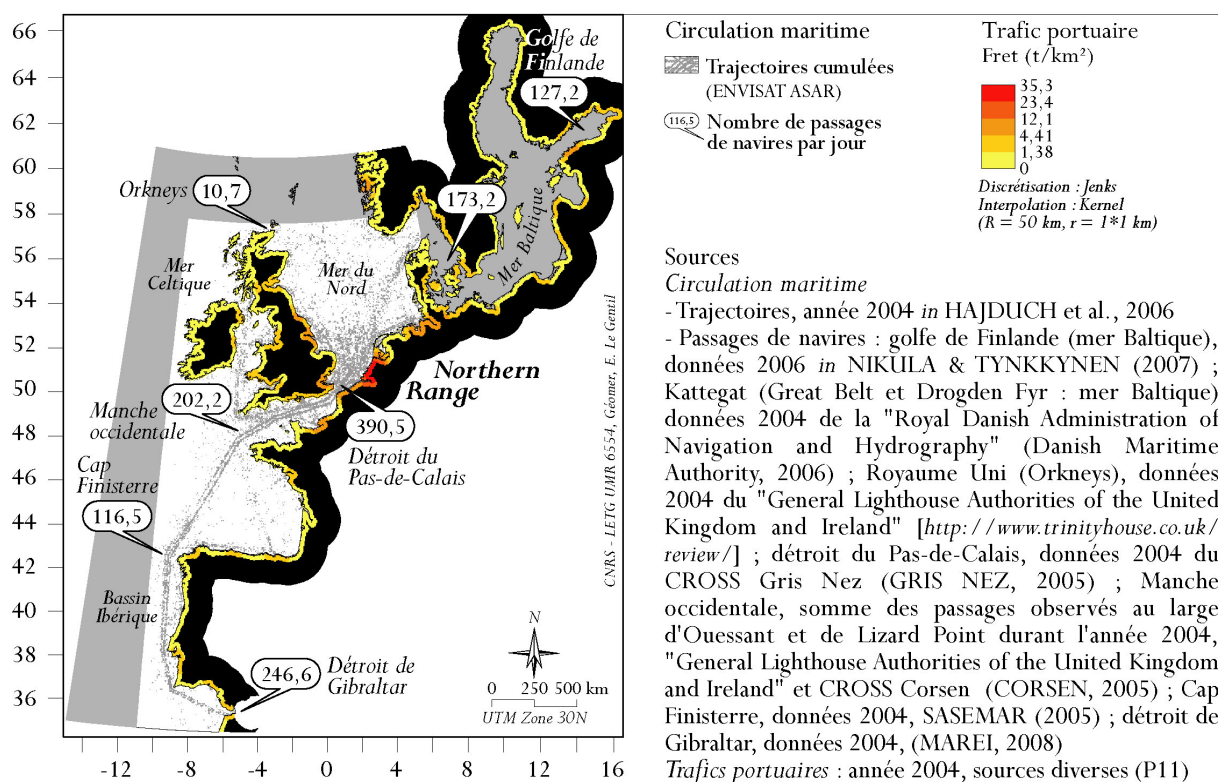 66
64
62
60
58
56
54
52
50
48
46
44
42
40
38
36
-12
-8
-4
0
4
8
12
16
Golfe de
Finlande
127,2
Orkneys
10,7
173,2
Mer Baltique
Mer
Celtique
Mer du
Nord
Northern
Range
202,2
Manche
occidentale
390,5
Détroit du
Pas-de-Calais
Cap
Finisterre
116,5
Bassin
Ibérique
246,6
Détroit de
Gibraltar
N
0 250 500 km
UTM Zone 30N
CNRS - LETG UMR 6554, Géomer, E. Le Gentil
Circulation maritime
Trajectoires cumulées
(ENVISAT ASAR)
116,5
Nombre de passages
de navires par jour
Trafic portuaire
Fret (t/km²)
35,3
23,4
12,1
4,41
1,38
0
Discrétisation : Jenks
Interpolation : Kernel
(R = 50 km, r = 1*1 km)
Sources
Circulation maritime
- Trajectoires, année 2004 in HAJDUCH et al., 2006
- Passages de navires : golfe de Finlande (mer Baltique),
données 2006 in NIKULA & TYNKKYNEN (2007) ;
Kattegat (Great Belt et Drogden Fyr : mer Baltique)
données 2004 de la "Royal Danish Administration of
Navigation and Hydrography" (Danish Maritime
Authority, 2006) ; Royaume Uni (Orkneys), données
2004 du "General Lighthouse Authorities of the United
Kingdom and Ireland" [http://www.trinityhouse.co.uk/
review/] ; détroit du Pas-de-Calais, données 2004 du
CROSS Gris Nez (GRIS NEZ, 2005) ; Manche
occidentale, somme des passages observés au large
d'Ouessant et de Lizard Point durant l'année 2004,
"General Lighthouse Authorities of the United Kingdom
and Ireland" et CROSS Corsen (CORSEN, 2005) ; Cap
Finisterre, données 2004, SASEMAR (2005) ; détroit de
Gibraltar, données 2004, (MAREI, 2008)
Trafics portuaires : année 2004, sources diverses (P11)